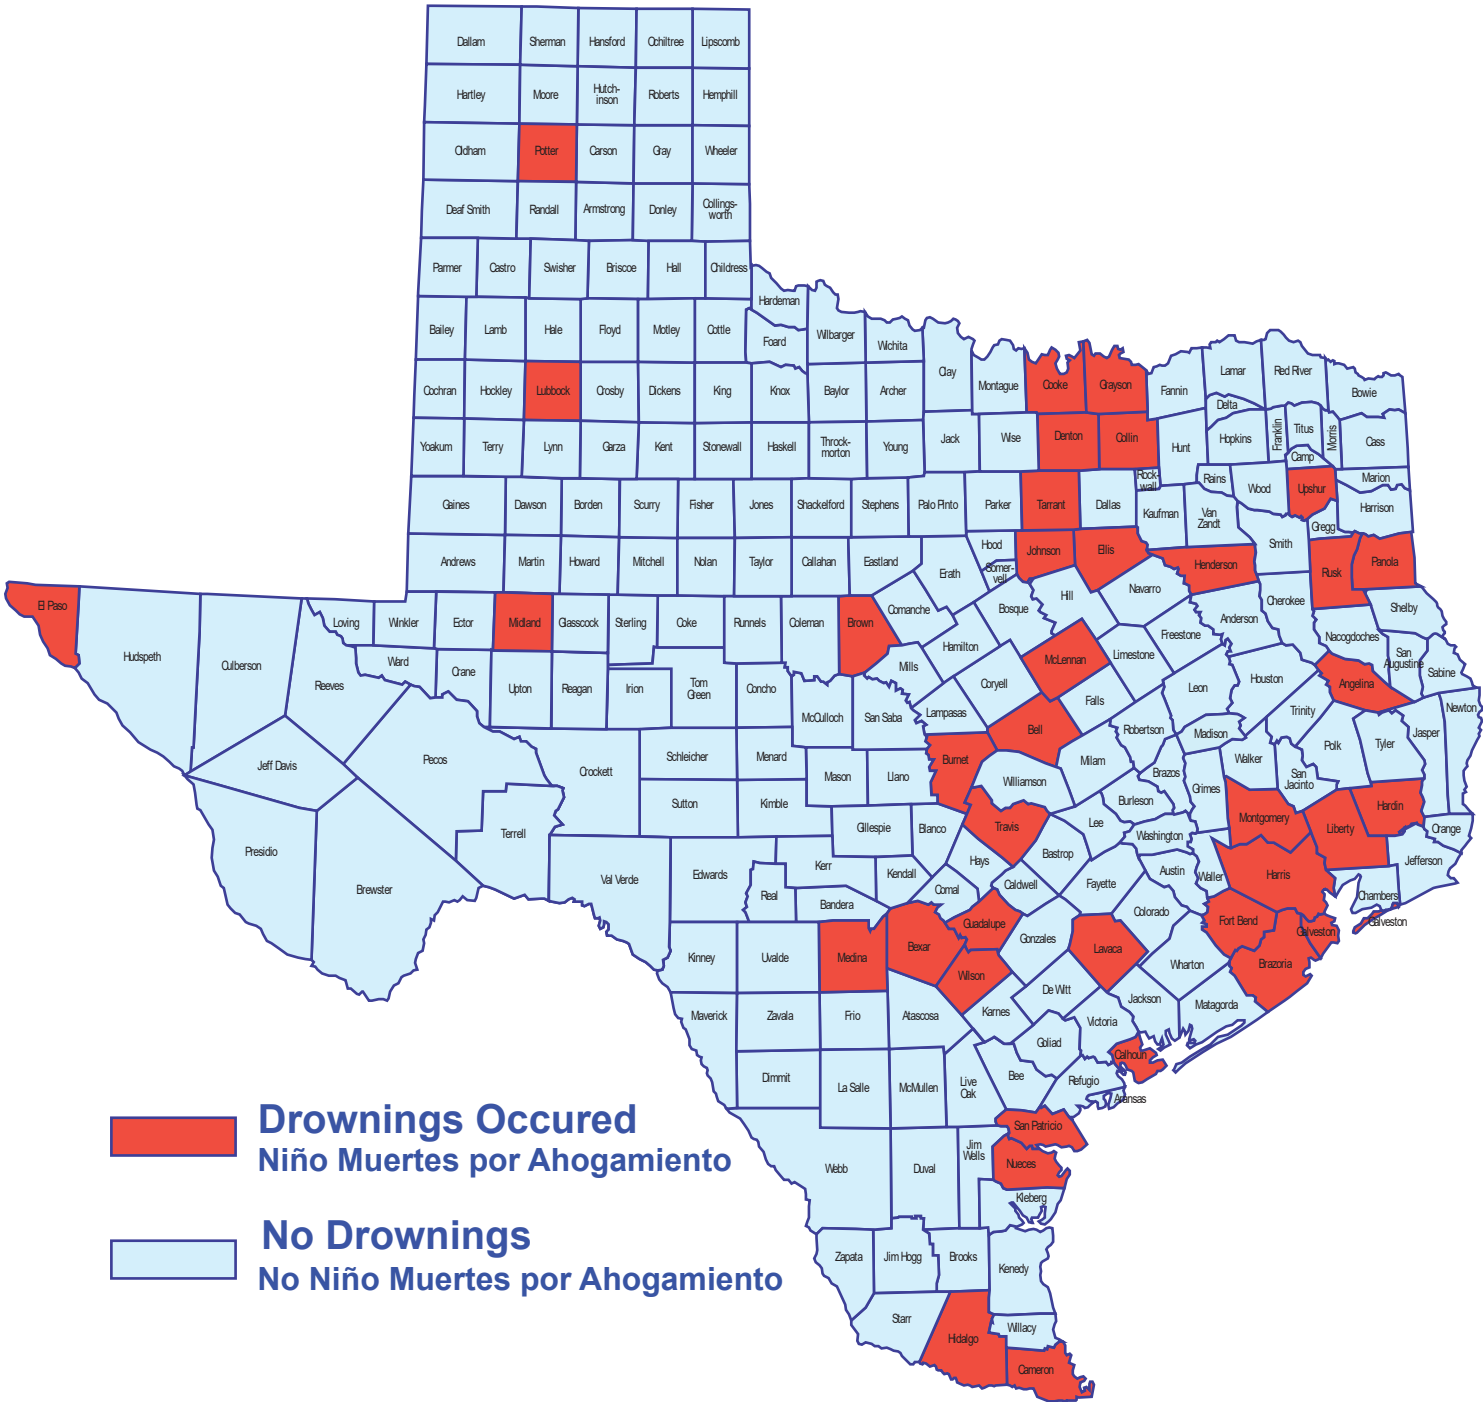 Dallam
Sherman
Hansford
Ochiltree
Lipscomb
Hartley
Moore
Hutch-
inson
Roberts
Hemphill
Oldham
Potter
Carson
Gray
Wheeler
Deaf Smith
Randall
Armstrong
Donley
Collings-
worth
Parmer
Castro
Swisher
Briscoe
Hall
Childress
Hardeman
Bailey
Lamb
Hale
Floyd
Motley
Cottle
Foard
Wilbarger
Wichita
Clay
Montague
Cooke
Grayson
Fannin
Lamar
Red River
Bowie
Cochran
Hockley
Lubbock
Crosby
Dickens
King
Knox
Baylor
Archer
Delta
Yoakum
Terry
Lynn
Garza
Kent
Stonewall
Haskell
Throck-
morton
Young
Jack
Wise
Denton
Collin
Hunt
Hopkins
Franklin
Titus
Morris
Cass
Camp
Gaines
Dawson
Borden
Scurry
Fisher
Jones
Shackelford
Stephens
Palo Pinto
Parker
Tarrant
Dallas
Rock-
wall
Rains
Wood
Upshur
Marion
Harrison
Kaufman
Van
Zandt
Gregg
Smith
Andrews
Martin
Howard
Mitchell
Nolan
Taylor
Callahan
Eastland
Erath
Hood
Somer-
vell
Johnson
Ellis
Henderson
Rusk
Panola
El Paso
Hudspeth
Culberson
Reeves
Loving
Winkler
Ector
Midland
Glasscock
Sterling
Coke
Runnels
Coleman
Brown
Comanche
Bosque
Hill
Navarro
Anderson
Cherokee
Shelby
Nacogdoches
Ward
Crane
Upton
Reagan
Irion
Tom
Green
Concho
Mills
Hamilton
McLennan
Limestone
Freestone
San
Augustine
Sabine
Coryell
Falls
Leon
Houston
Angelina
Newton
McCulloch
San Saba
Lampasas
Bell
Robertson
Madison
Trinity
Polk
Tyler
Jasper
Jeff Davis
Pecos
Crockett
Schleicher
Menard
Mason
Llano
Burnet
Williamson
Milam
Brazos
Grimes
Walker
San
Jacinto
Presidio
Brewster
Terrell
Sutton
Kimble
Gillespie
Blanco
Travis
Lee
Burleson
Washington
Montgomery
Liberty
Hardin
Orange
Jefferson
Val Verde
Edwards
Kerr
Real
Bandera
Kendall
Hays
Comal
Caldwell
Bastrop
Fayette
Austin
Waller
Harris
Chambers
Galveston
Kinney
Uvalde
Medina
Bexar
Guadalupe
Wilson
Gonzales
Lavaca
Colorado
Fort Bend
Galveston
Brazoria
Wharton
Maverick
Zavala
Frio
Atascosa
Karnes
De Witt
Jackson
Matagorda
Victoria
Goliad
Calhoun
Dimmit
La Salle
McMullen
Live
Oak
Bee
Refugio
Aransas
San Patricio
Webb
Duval
Jim
Wells
Nueces
Kleberg
Zapata
Jim Hogg
Brooks
Kenedy
Starr
Hidalgo
Willacy
Cameron
Drownings Occured
Niño Muertes por Ahogamiento
No Drownings
No Niño Muertes por Ahogamiento